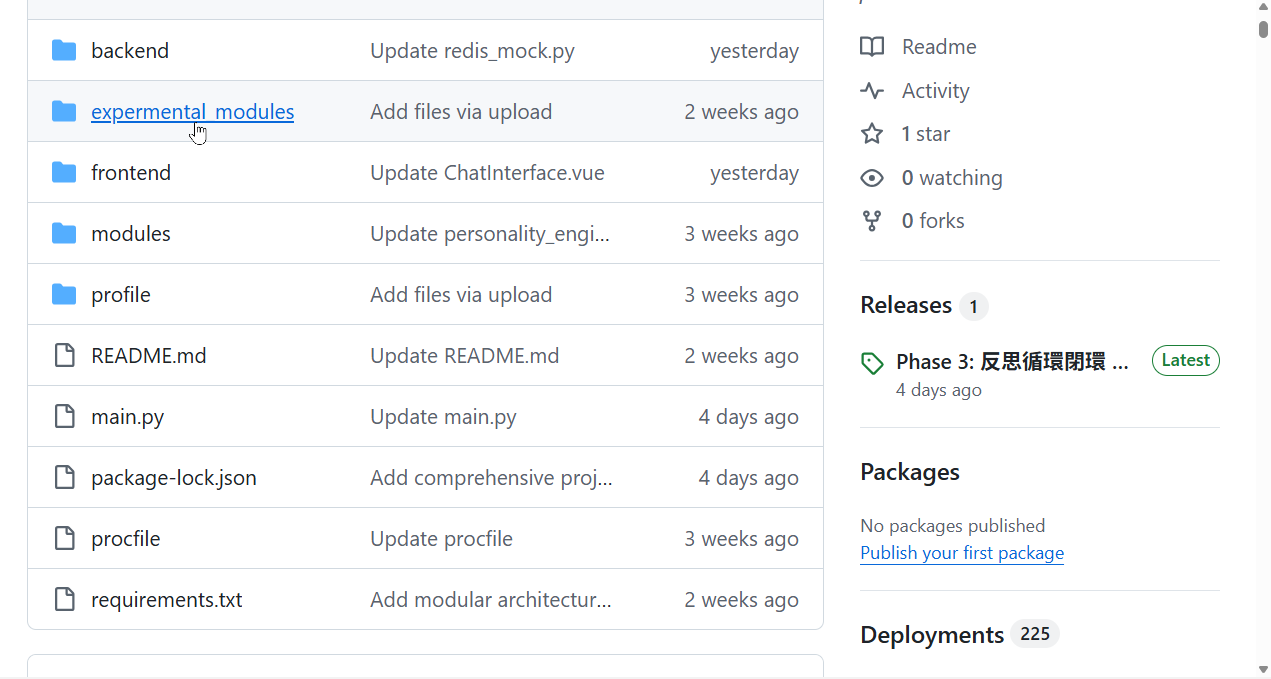 backend Update redis_mock.py yesterday
expermental_modules Add files via upload 2 weeks ago
frontend Update ChatInterface.vue yesterday
modules Update personality_engi... 3 weeks ago
profile Add files via upload 3 weeks ago
README.md Update README.md 2 weeks ago
main.py Update main.py 4 days ago
package-lock.json Add comprehensive proj... 4 days ago
procfile Update procfile 3 weeks ago
requirements.txt Add modular architectur... 2 weeks ago
Readme
Activity
1 star
0 watching
0 forks
Releases 1
Phase 3: 反思循環閉環 ... Latest
4 days ago
Packages
No packages published
Publish your first package
Deployments 225